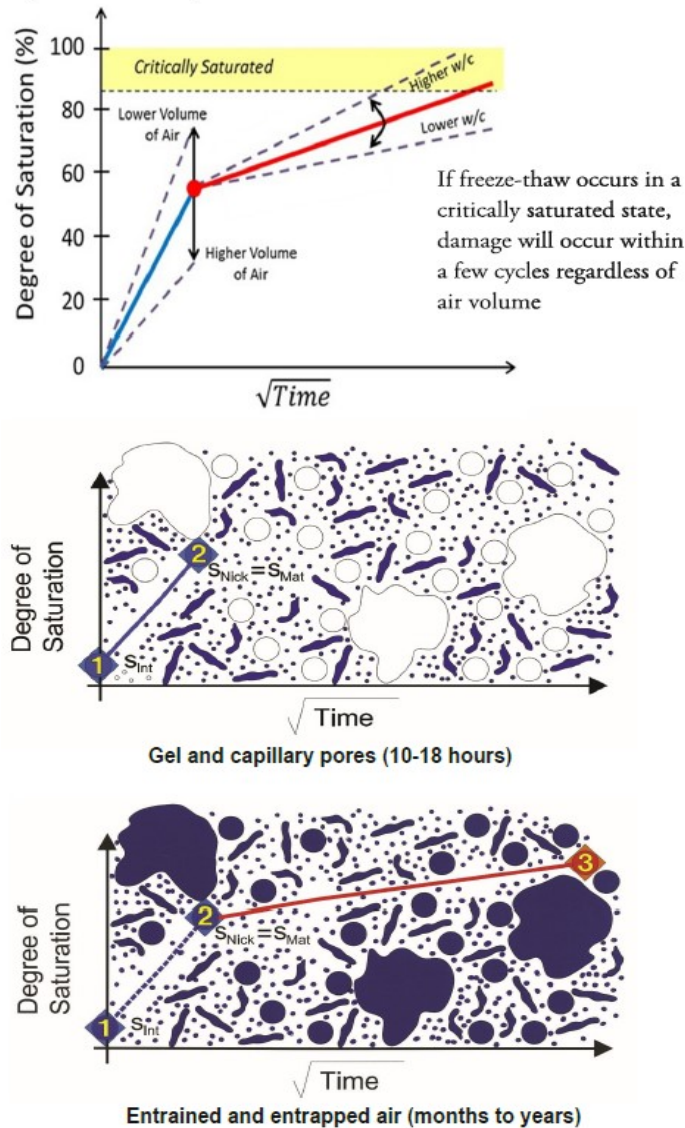 Degree of Saturation (%)
100
80
60
40
20
0
Critically Saturated
Higher w/c
Lower w/c
Lower Volume
of Air
Higher Volume
of Air
√Time
If freeze-thaw occurs in a
critically saturated state,
damage will occur within
a few cycles regardless of
air volume
Degree of
Saturation
2
SNick=SMat
1
SInt
√Time
Gel and capillary pores (10-18 hours)
Degree of
Saturation
3
2
SNick=SMat
1
SInt
√Time
Entrained and entrapped air (months to years)